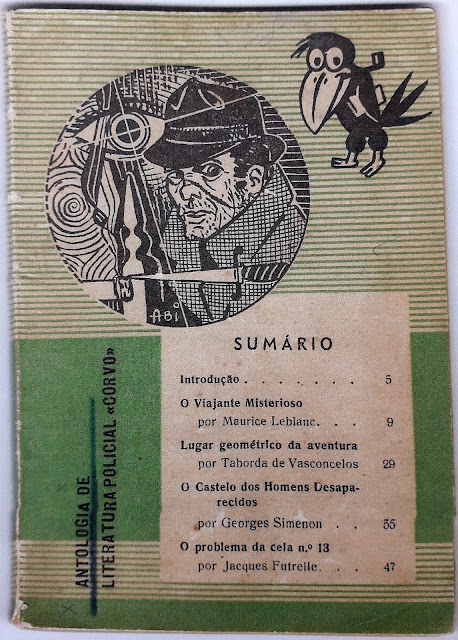 ABI
SUMÁRIO
Introdução . . . . . . . 5
O Viajante Misterioso
por Maurice Leblanc. . . 9
Lugar geométrico da aventura
por Taborda de Vasconcelos 29
O Castelo dos Homens Desapa-
recidos
por Georges Simenon . . 35
O problema da cela n.º 13
por Jacques Futrelle. . . 47
ANTOLOGIA DE
LITERATURA POLICIAL «CORVO»